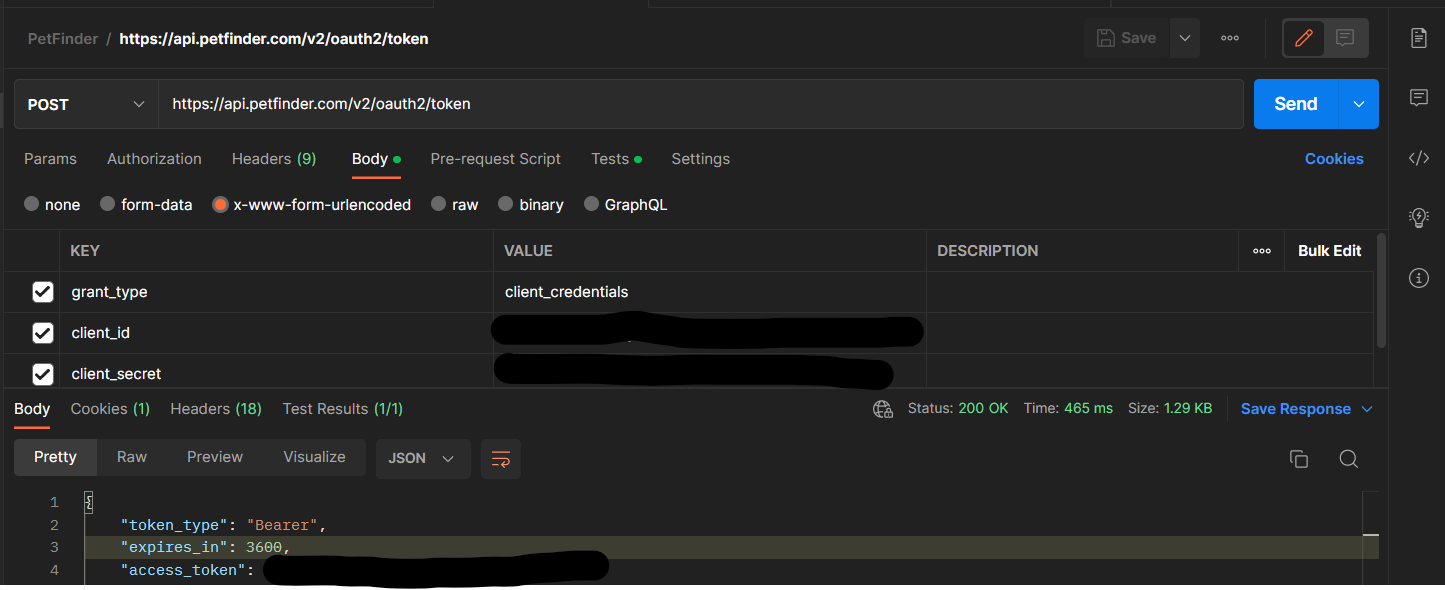 PetFinder / https://api.petfinder.com/v2/oauth2/token Save
POST https://api.petfinder.com/v2/oauth2/token Send
Params Authorization Headers (9) Body Pre-request Script Tests Settings Cookies
none form-data x-www-form-urlencoded raw binary GraphQL
KEY VALUE DESCRIPTION Bulk Edit
grant_type client_credentials
client_id
client_secret
Body Cookies (1) Headers (18) Test Results (1/1) Status: 200 OK Time: 465 ms Size: 1.29 KB Save Response
Pretty Raw Preview Visualize JSON
1 {
2 "token_type": "Bearer",
3 "expires_in": 3600,
4 "access_token":